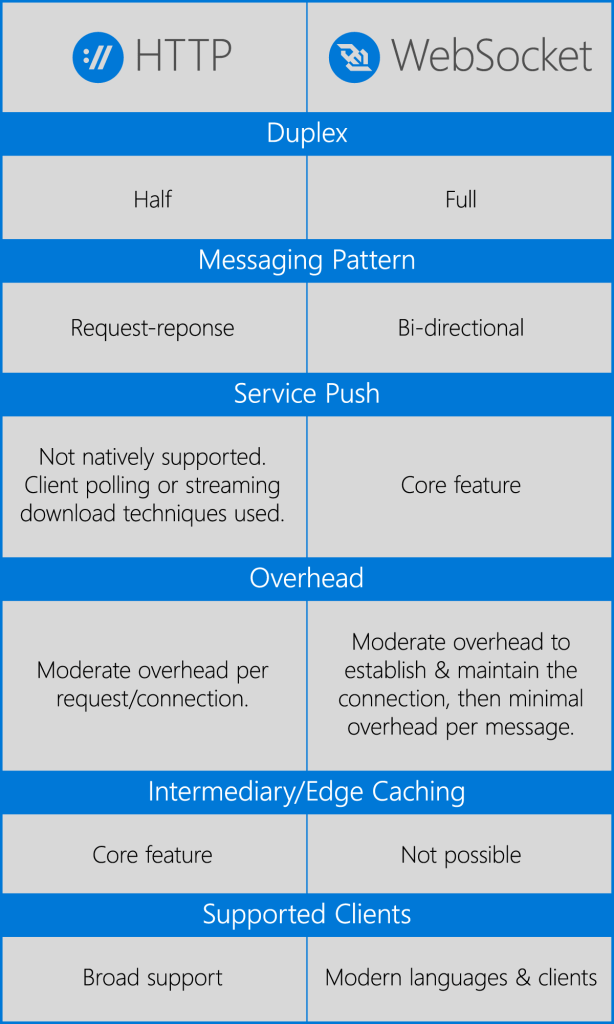 HTTP
WebSocket
Duplex
Half
Full
Messaging Pattern
Request-reponse
Bi-directional
Service Push
Not natively supported.
Client polling or streaming
download techniques used.
Core feature
Overhead
Moderate overhead per
request/connection.
Moderate overhead to
establish & maintain the
connection, then minimal
overhead per message.
Intermediary/Edge Caching
Core feature
Not possible
Supported Clients
Broad support
Modern languages & clients